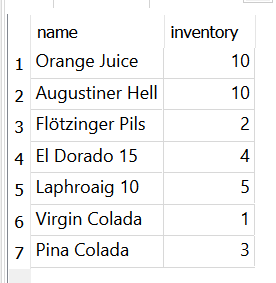 name inventory
1 Orange Juice 10
2 Augustiner Hell 10
3 Flötzinger Pils 2
4 El Dorado 15 4
5 Laphroaig 10 5
6 Virgin Colada 1
7 Pina Colada 3